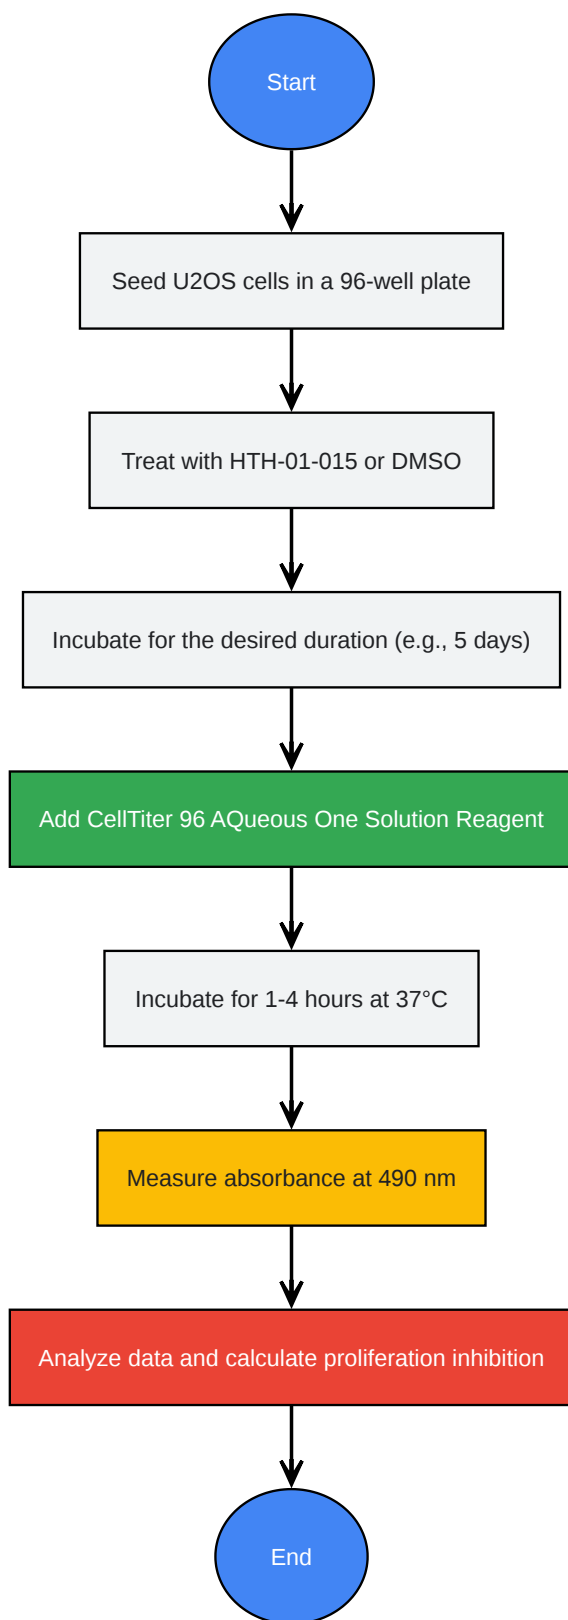 Start
Seed U2OS cells in a 96-well plate
Treat with HTH-01-015 or DMSO
Incubate for the desired duration (e.g., 5 days)
Add CellTiter 96 AQueous One Solution Reagent
Incubate for 1-4 hours at 37°C
Measure absorbance at 490 nm
Analyze data and calculate proliferation inhibition
End